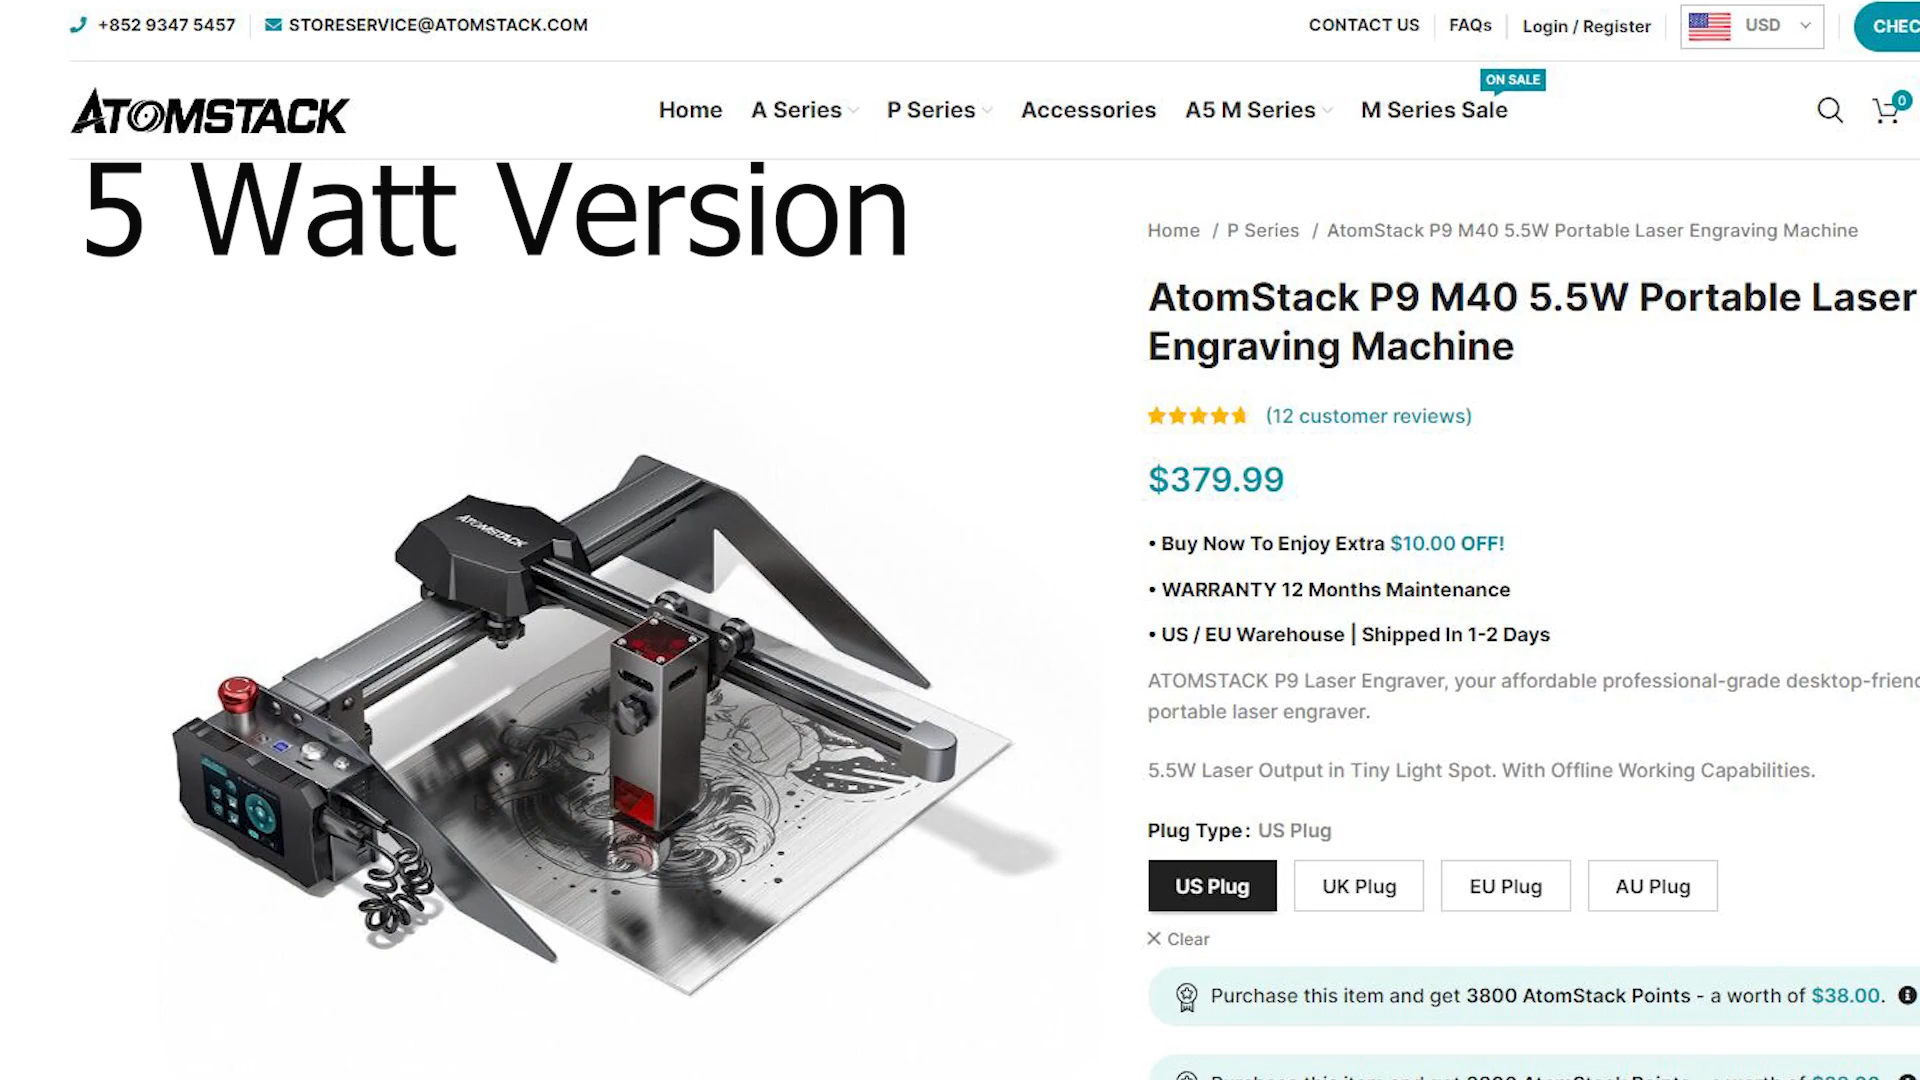 +852 9347 5457
STORESERVICE@ATOMSTACK.COM
CONTACT US
FAQs
Login / Register
USD
CHEC
ATOMSTACK
Home
A Series
P Series
Accessories
A5 M Series
ON SALE
M Series Sale
0
5 Watt Version
Home / P Series / AtomStack P9 M40 5.5W Portable Laser Engraving Machine
AtomStack P9 M40 5.5W Portable Laser
Engraving Machine
(12 customer reviews)
$379.99
• Buy Now To Enjoy Extra $10.00 OFF!
• WARRANTY 12 Months Maintenance
• US / EU Warehouse | Shipped In 1-2 Days
ATOMSTACK P9 Laser Engraver, your affordable professional-grade desktop-frien
portable laser engraver.
5.5W Laser Output in Tiny Light Spot. With Offline Working Capabilities.
Plug Type: US Plug
US Plug
UK Plug
EU Plug
AU Plug
Clear
Purchase this item and get 3800 AtomStack Points - a worth of $38.00.
ATOMSTACK